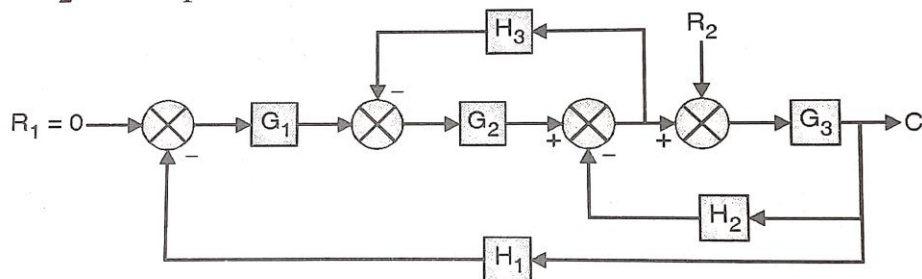 H₃
R₂
R₁ = 0
G₁
G₂
G₃
C
−
−
+
−
+
H₂
H₁